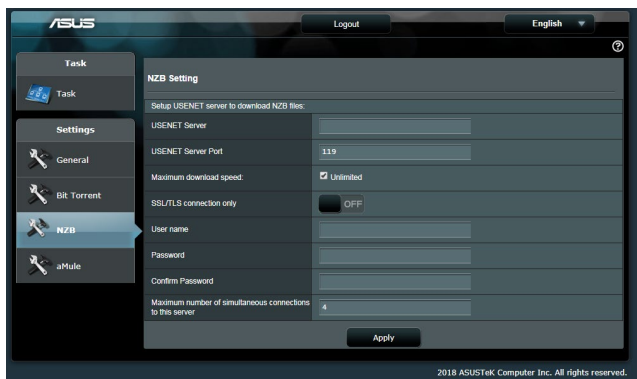 ASUS
Logout
English
?
Task
Task
Settings
General
Bit Torrent
NZB
aMule
NZB Setting
Setup USENET server to download NZB files:
USENET Server
USENET Server Port
119
Maximum download speed:
Unlimited
SSL/TLS connection only
OFF
User name
Password
Confirm Password
Maximum number of simultaneous connections
to this server
4
Apply
2018 ASUSTeK Computer Inc. All rights reserved.